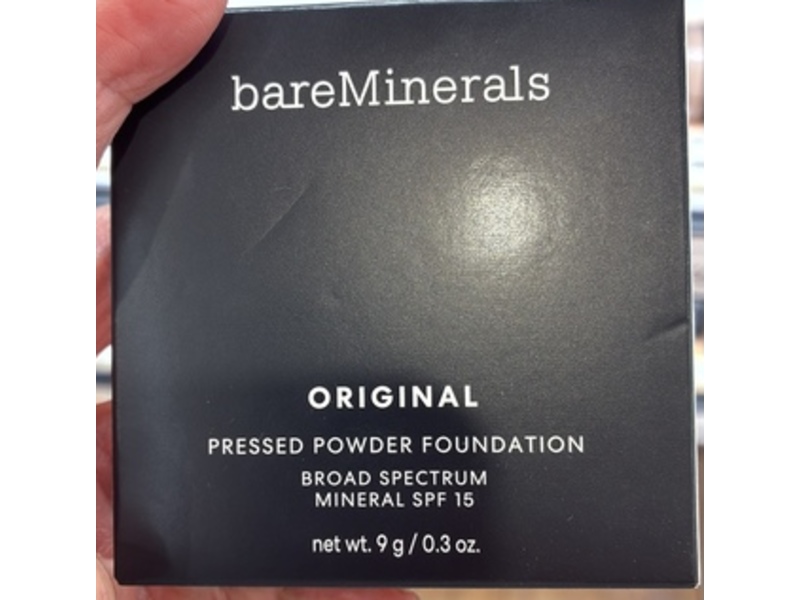 bareMinerals
ORIGINAL
PRESSED POWDER FOUNDATION
BROAD SPECTRUM
MINERAL SPF 15
net wt. 9 g / 0.3 oz.